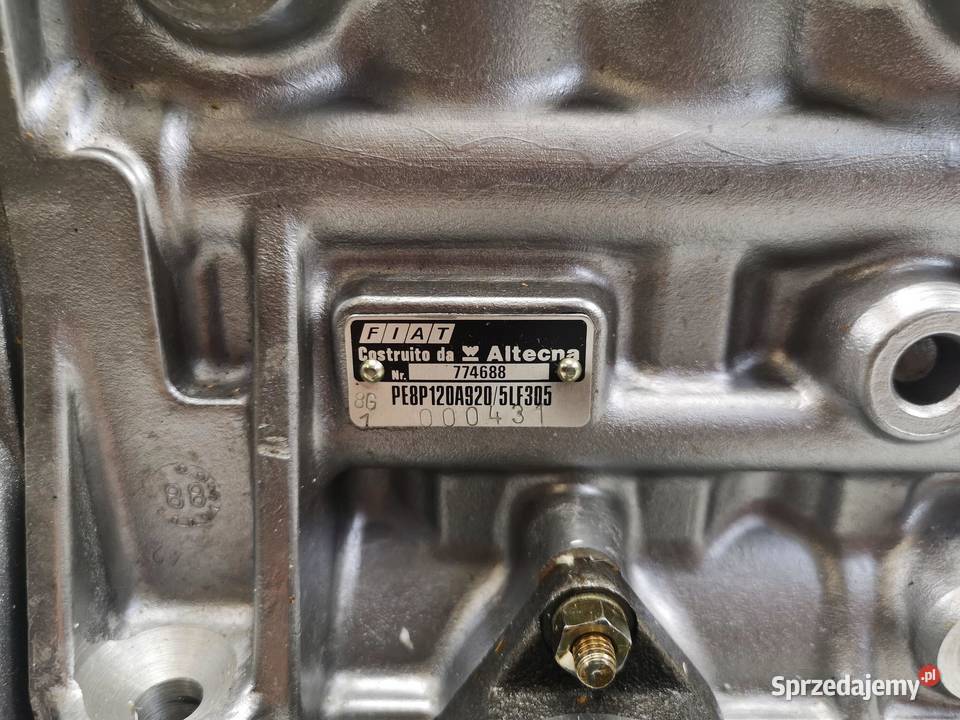 FIAT
Costruito da Altecna
Nr. 774688
PE8P120A920/5LF305
8G
1 000431
88
Sprzedajemy.pl